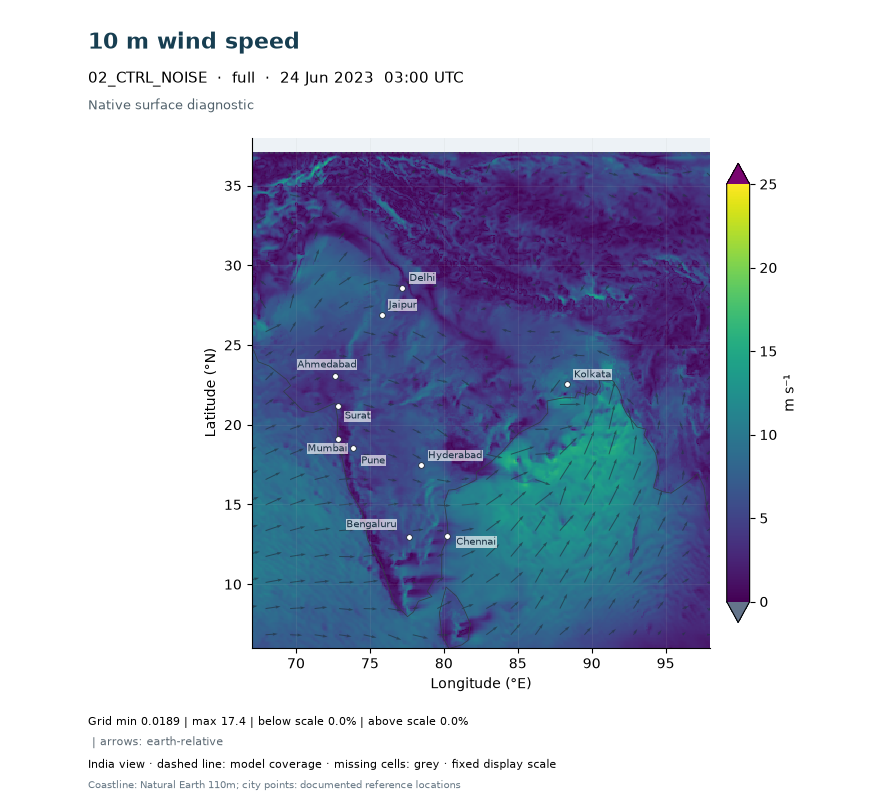 10 m wind speed
02_CTRL_NOISE · full · 24 Jun 2023 03:00 UTC
Native surface diagnostic
35
30
25
20
15
10
70
75
80
85
90
95
Latitude (°N)
Longitude (°E)
Delhi
Jaipur
Ahmedabad
Kolkata
Surat
Mumbai
Pune
Hyderabad
Bengaluru
Chennai
25
20
15
10
5
0
m s⁻¹
Grid min 0.0189 | max 17.4 | below scale 0.0% | above scale 0.0%
| arrows: earth-relative
India view · dashed line: model coverage · missing cells: grey · fixed display scale
Coastline: Natural Earth 110m; city points: documented reference locations